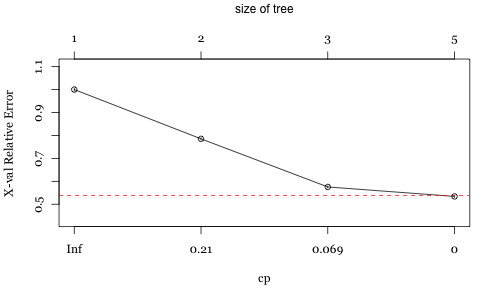 size of tree
1 2 3 5
X-val Relative Error
1.1
0.9
0.7
0.5
Inf 0.21 0.069 0
cp